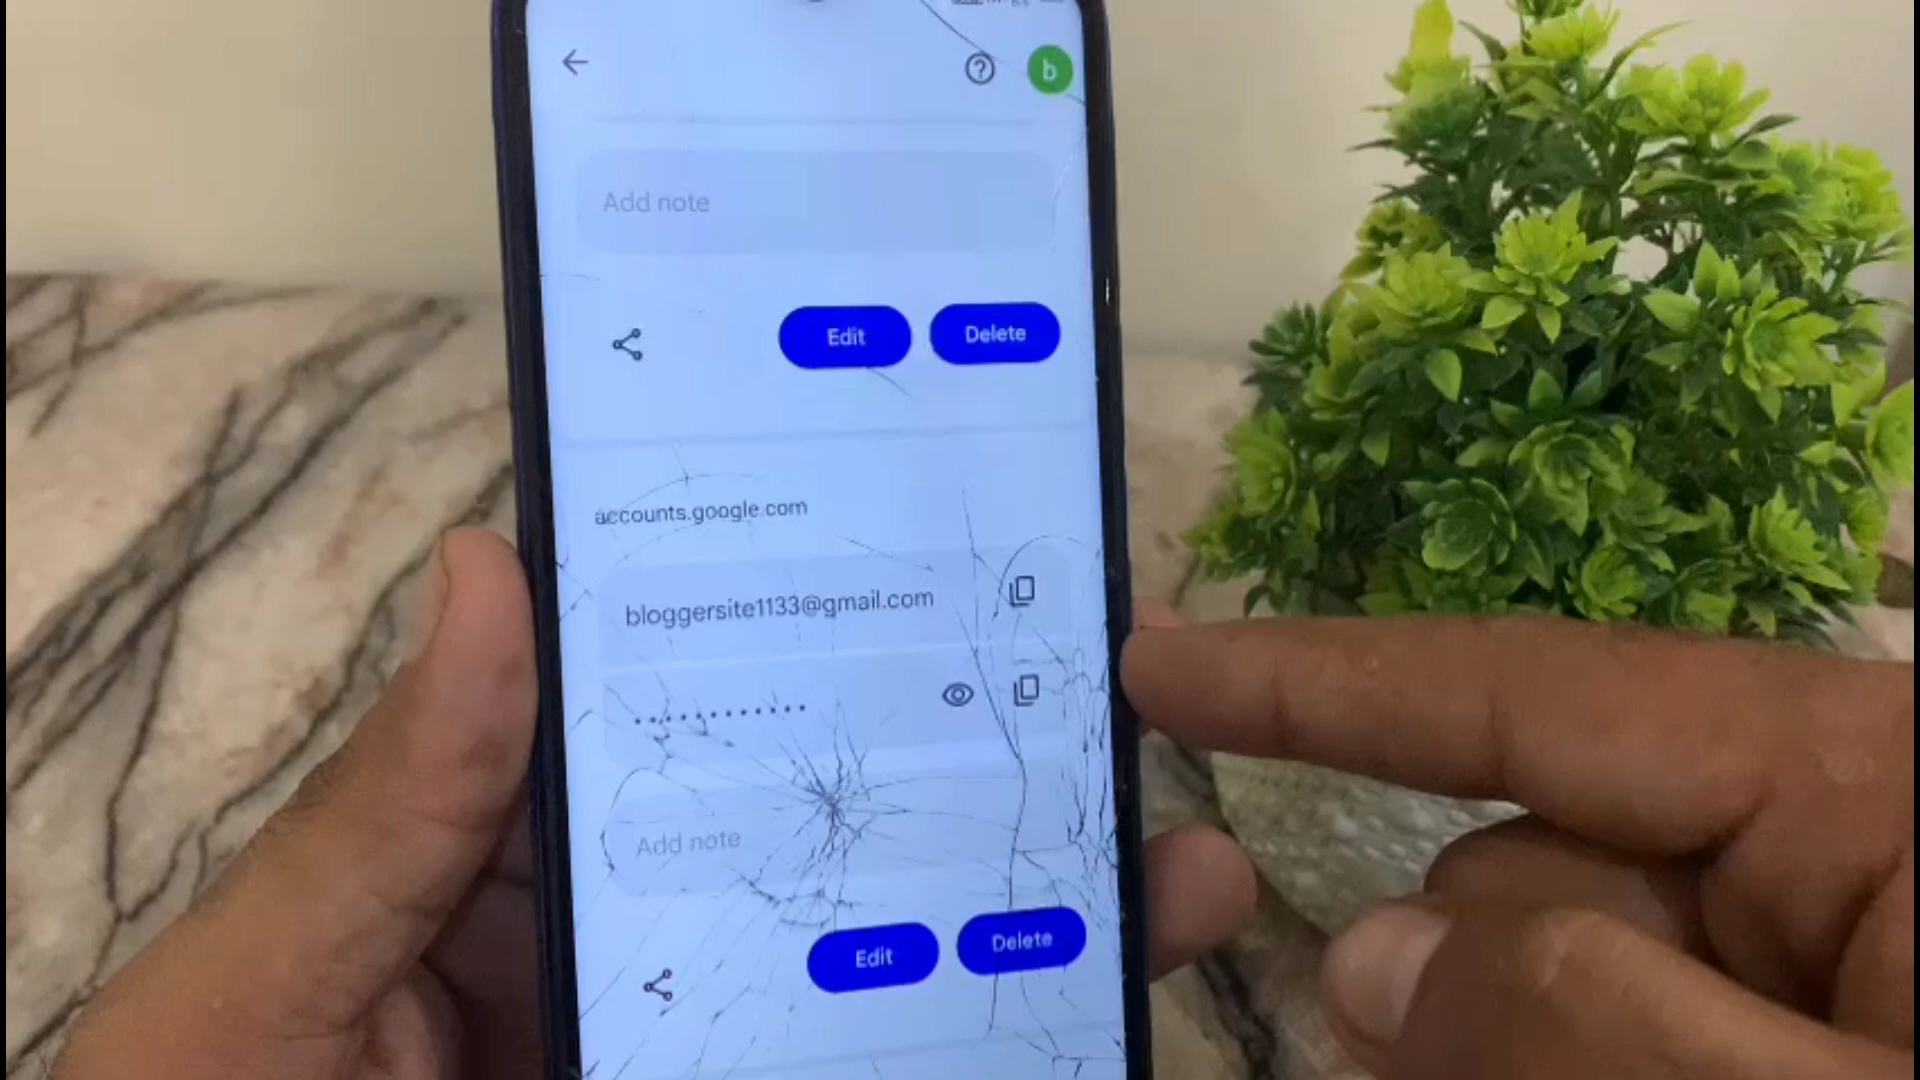 b
Add note
Edit
Delete
accounts.google.com
bloggersite1133@gmail.com
Add note
Edit
Delete